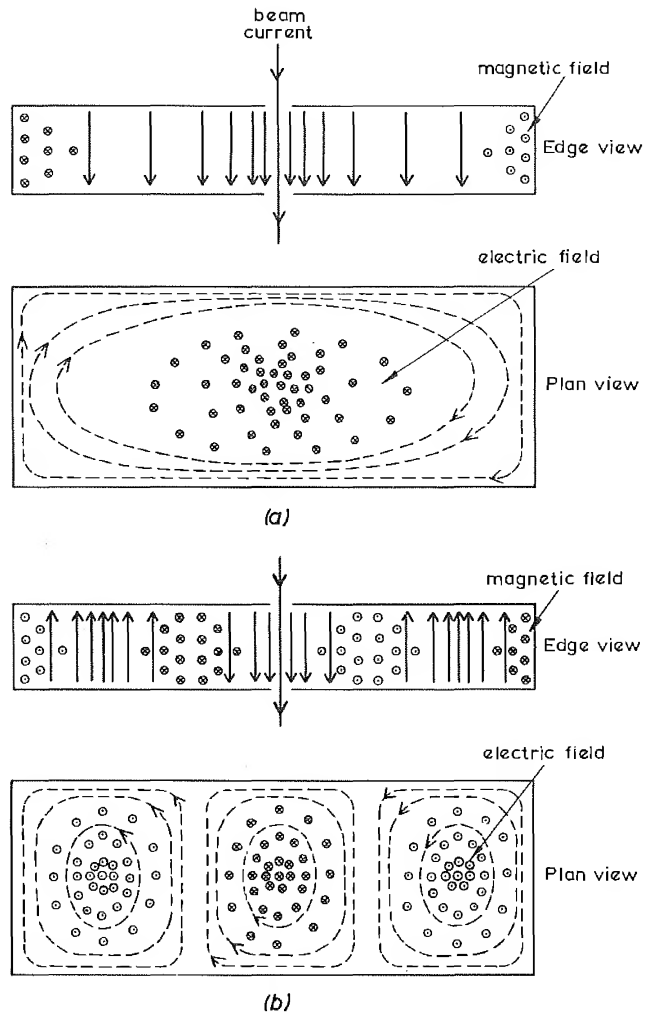 beam
current
magnetic field
Edge view
electric field
Plan view
(a)
magnetic field
Edge view
electric field
Plan view
(b)